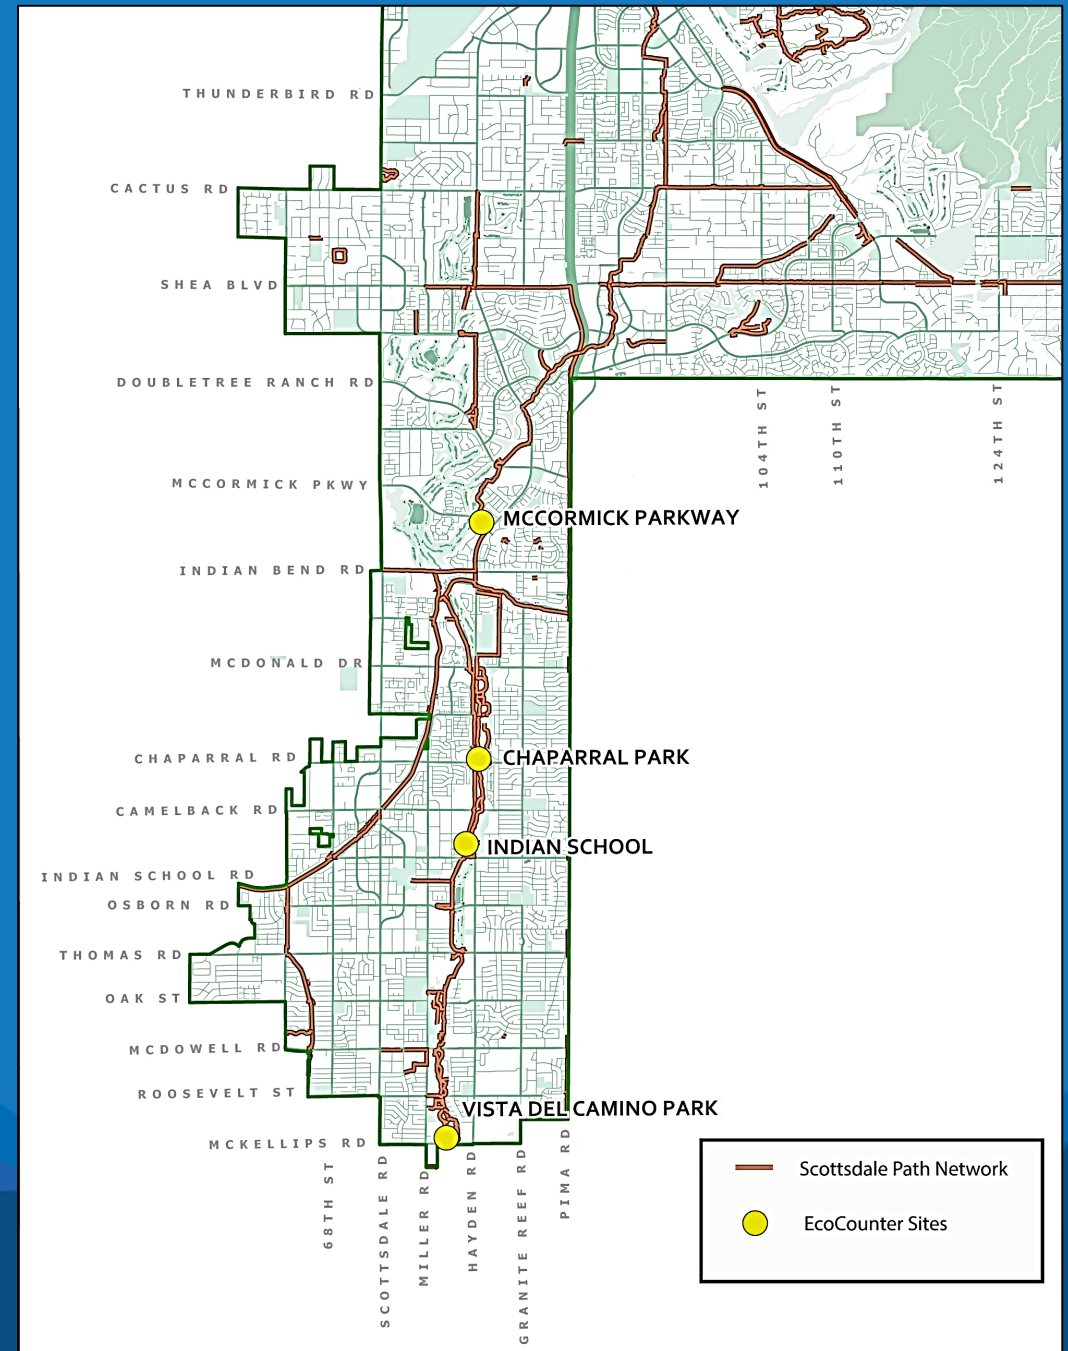 THUNDERBIRD RD
CACTUS RD
SHEA BLVD
DOUBLETREE RANCH RD
104TH ST
110TH ST
124TH ST
MCCORMICK PKWY
MCCORMICK PARKWAY
INDIAN BEND RD
MCDONALD DR
CHAPARRAL RD
CHAPARRAL PARK
CAMELBACK RD
INDIAN SCHOOL
INDIAN SCHOOL RD
OSBORN RD
THOMAS RD
OAK ST
MCDOWELL RD
ROOSEVELT ST
VISTA DEL CAMINO PARK
MCKELLIPS RD
68TH ST
SCOTTSDALE RD
MILLER RD
HAYDEN RD
GRANITE REEF RD
PIMA RD
Scottsdale Path Network
EcoCounter Sites